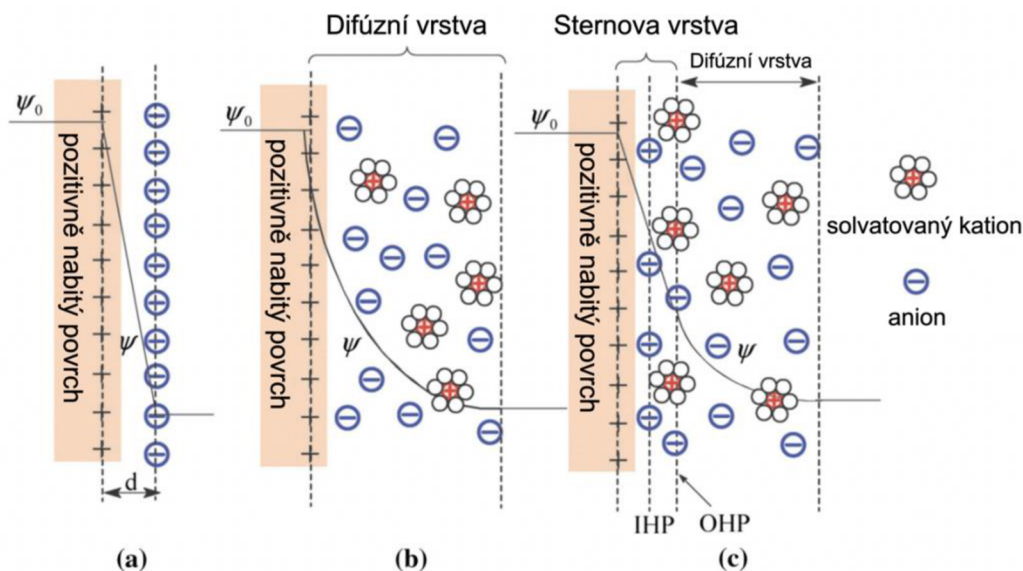 Difúzní vrstva
Sternova vrstva
Difúzní vrstva
ψ₀
pozitivně nabitý povrch
ψ
d
(a)
ψ₀
pozitivně nabitý povrch
ψ
(b)
ψ₀
pozitivně nabitý povrch
ψ
IHP
OHP
(c)
solvatovaný kation
anion